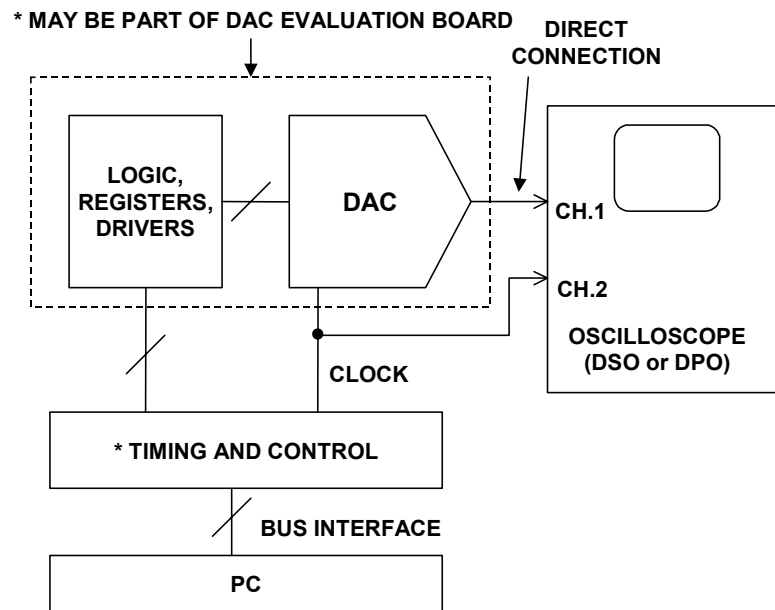 * MAY BE PART OF DAC EVALUATION BOARD
DIRECT
CONNECTION
LOGIC,
REGISTERS,
DRIVERS
DAC
CH.1
CH.2
OSCILLOSCOPE
(DSO or DPO)
CLOCK
* TIMING AND CONTROL
BUS INTERFACE
PC